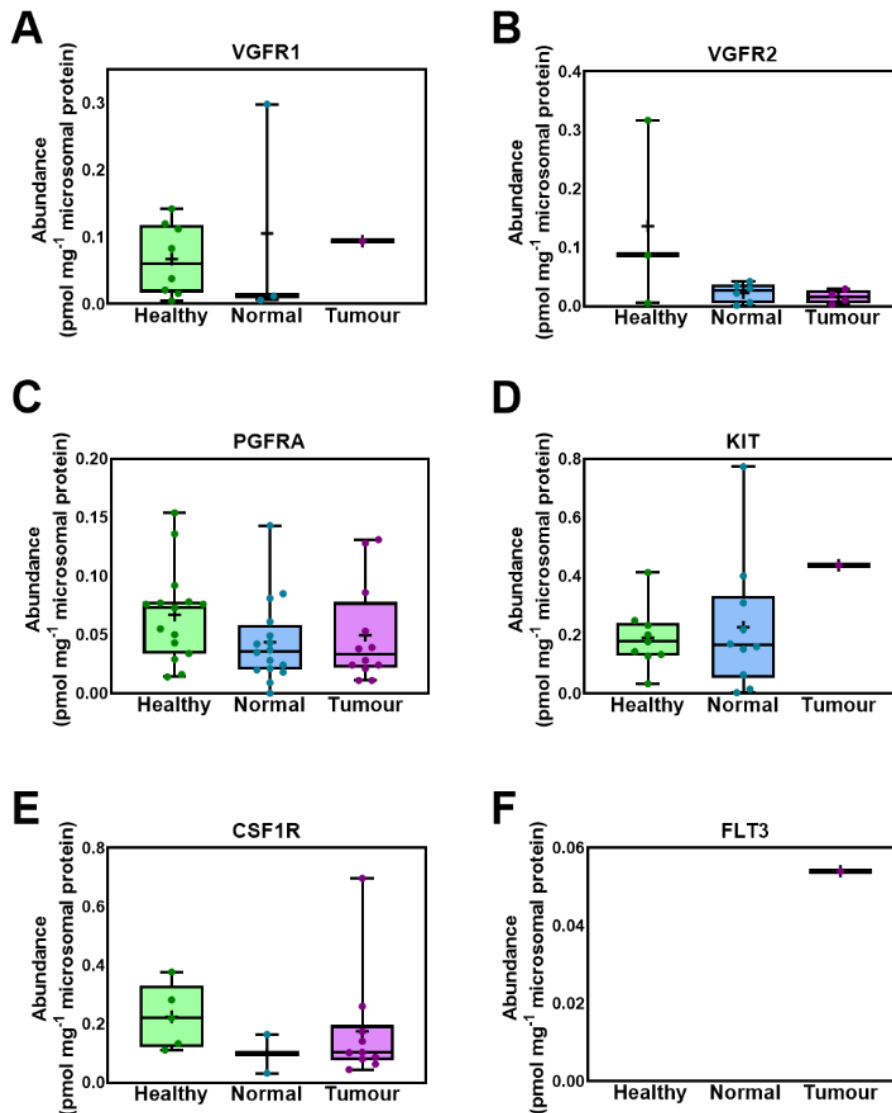 A
VGFR1
Abundance
(pmol mg-1 microsomal protein)
0.3
0.2
0.1
0.0
Healthy Normal Tumour
B
VGFR2
Abundance
(pmol mg-1 microsomal protein)
0.4
0.3
0.2
0.1
0.0
Healthy Normal Tumour
C
PGFRA
Abundance
(pmol mg-1 microsomal protein)
0.20
0.15
0.10
0.05
0.00
Healthy Normal Tumour
D
KIT
Abundance
(pmol mg-1 microsomal protein)
0.8
0.6
0.4
0.2
0.0
Healthy Normal Tumour
E
CSF1R
Abundance
(pmol mg-1 microsomal protein)
0.8
0.6
0.4
0.2
0.0
Healthy Normal Tumour
F
FLT3
Abundance
(pmol mg-1 microsomal protein)
0.06
0.04
0.02
0.00
Healthy Normal Tumour